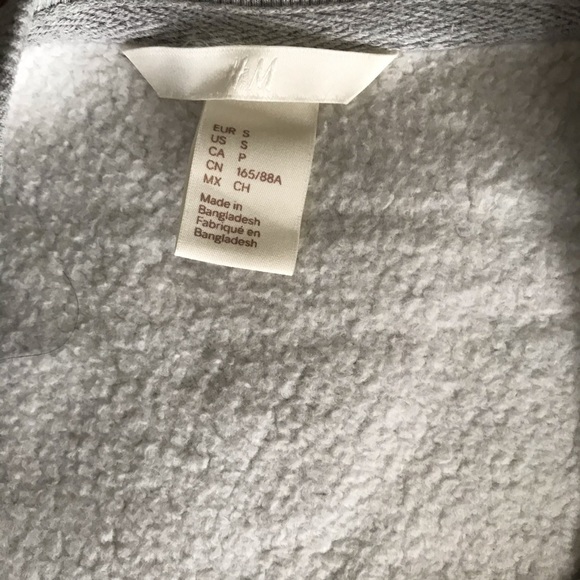 H&M
EUR S
US S
CA P
CN 165/88A
MX CH
Made in
Bangladesh
Fabriqué en
Bangladesh